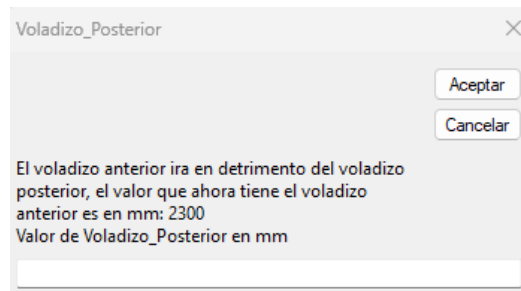 Voladizo_Posterior
Aceptar
Cancelar
El voladizo anterior ira en detrimento del voladizo
posterior, el valor que ahora tiene el voladizo
anterior es en mm: 2300
Valor de Voladizo_Posterior en mm